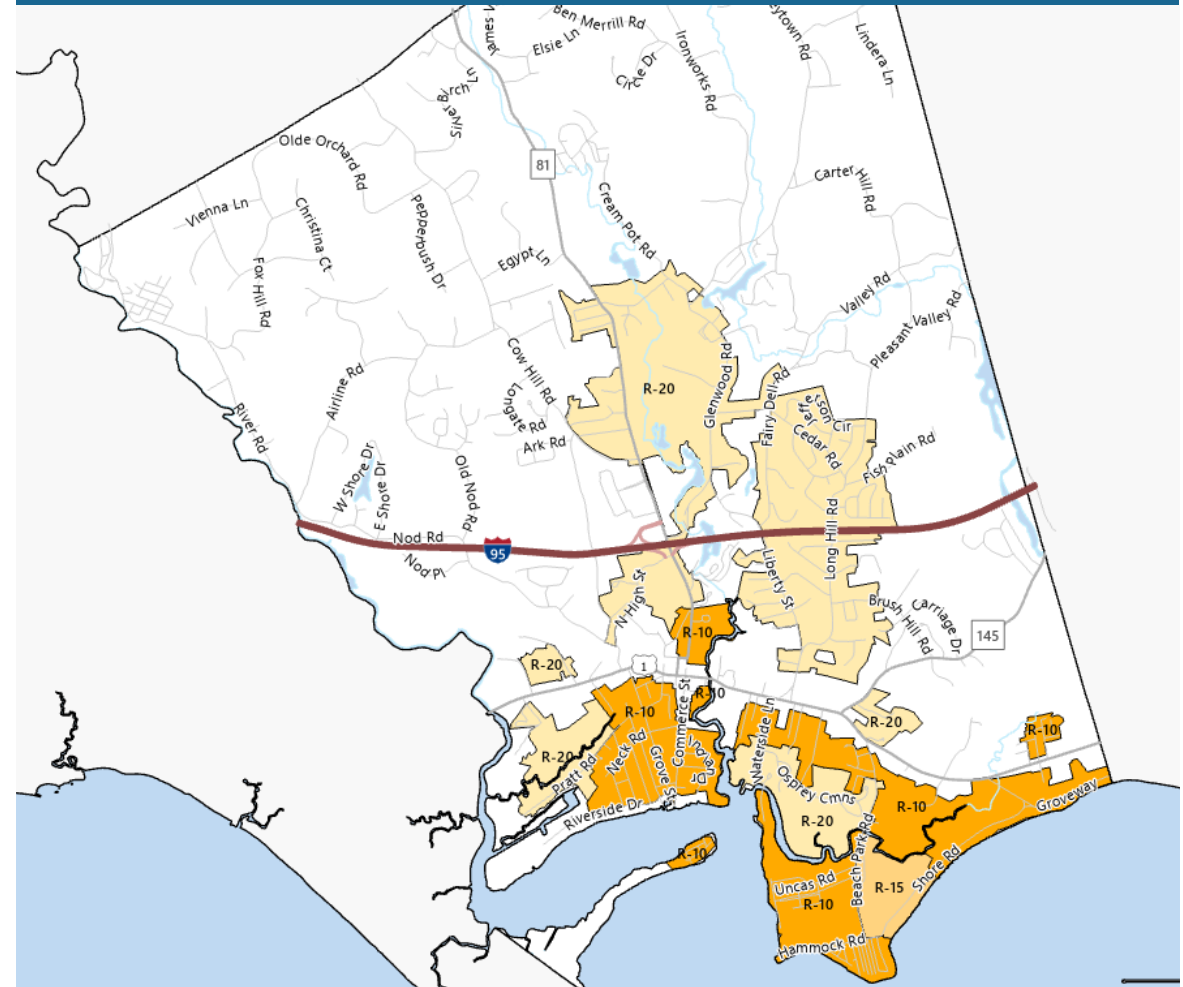 James
Ben Merrill Rd
Elsie Ln
Circle Dr
Ironworks Rd
eytown Rd
Lindera Ln
Silver Birch Ln
Olde Orchard Rd
81
Vienna Ln
Christina Ct
Pepperbush Dr
Cream Pot Rd
Carter Hill Rd
Fox Hill Rd
Egypt Ln
Valley Rd
Pleasant Valley Rd
Airline Rd
Cow Hill Rd
Longate Rd
R-20
Glenwood Rd
Fairy Dell Rd
Jefferson Cir
River Rd
Ark Rd
Cedar Rd
Fish Plain Rd
W Shore Dr
E Shore Dr
Old Nod Rd
Long Hill Rd
Nod Rd
95
Nod Pl
N High St
Liberty St
Brush Hill Rd
Carriage Dr
R-10
145
R-20
1
R-10
R-10
Commerce St
Waterside Ln
R-20
R-10
R-20
Pratt Rd
Neck Rd
Grove St
Indian Dr
Osprey Cmns
R-10
Groveway
Riverside Dr
R-20
Beach Park Rd
R-10
Shore Rd
Uncas Rd
R-15
R-10
Hammock Rd